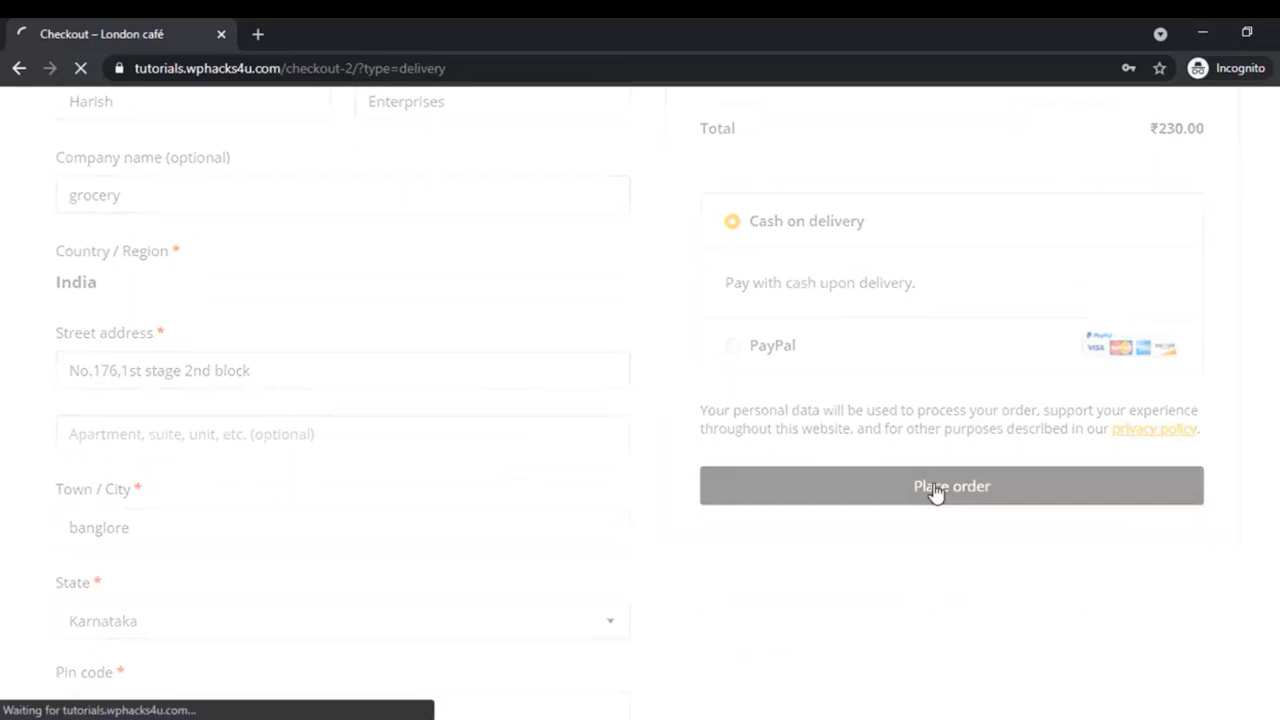 Checkout – London café
tutorials.wphacks4u.com/checkout-2/?type=delivery
Incognito
Harish
Enterprises
Company name (optional)
grocery
Country / Region *
India
Street address *
No.176,1st stage 2nd block
Apartment, suite, unit, etc. (optional)
Town / City *
banglore
State *
Karnataka
Pin code *
Total ₹230.00
Cash on delivery
Pay with cash upon delivery.
PayPal
PayPal
VISA
Your personal data will be used to process your order, support your experience
throughout this website, and for other purposes described in our privacy policy.
Place order
Waiting for tutorials.wphacks4u.com...